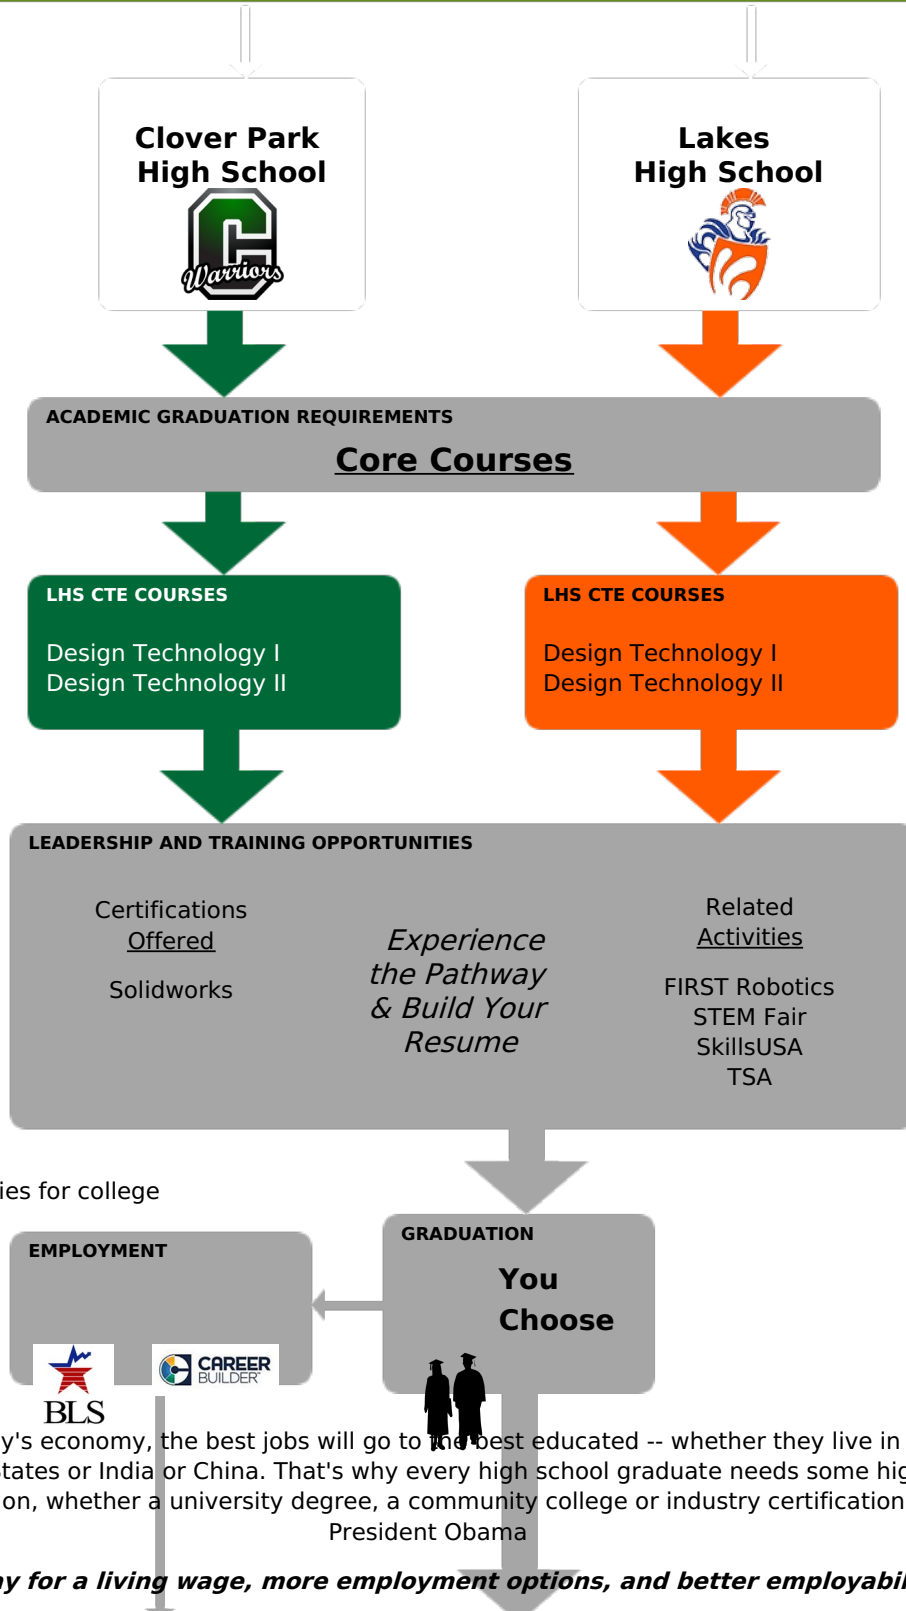 Clover Park
High School
Warriors
Lakes
High School
ACADEMIC GRADUATION REQUIREMENTS
Core Courses
LHS CTE COURSES
Design Technology I
Design Technology II
LHS CTE COURSES
Design Technology I
Design Technology II
LEADERSHIP AND TRAINING OPPORTUNITIES
Certifications
Offered
Solidworks
Experience
the Pathway
& Build Your
Resume
Related
Activities
FIRST Robotics
STEM Fair
SkillsUSA
TSA
ies for college
EMPLOYMENT
BLS
CAREER
BUILDER
GRADUATION
You
Choose
y's economy, the best jobs will go to the best educated -- whether they live in
States or India or China. That's why every high school graduate needs some hig
on, whether a university degree, a community college or industry certification
President Obama
ay for a living wage, more employment options, and better employabil